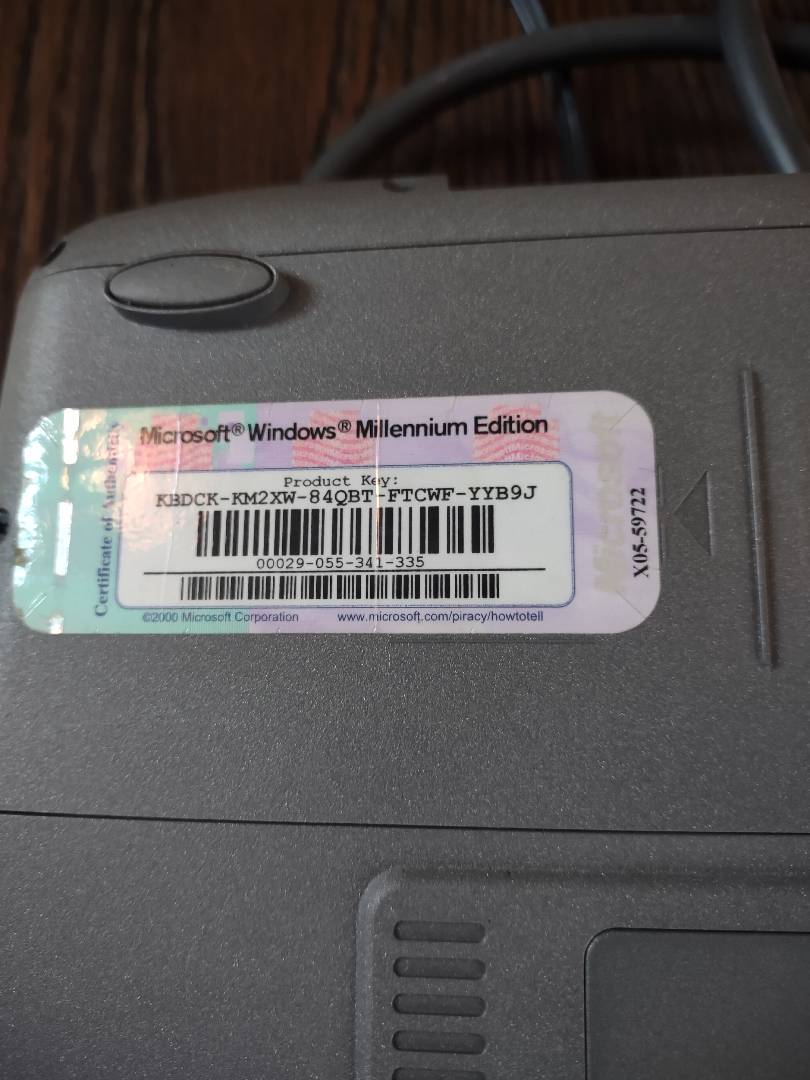 Microsoft® Windows® Millennium Edition
Certificate of Authenticity
Product Key:
KBDCK-KM2XW-84QBT-FTCWF-YYB9J
00029-055-341-335
©2000 Microsoft Corporation www.microsoft.com/piracy/howtotell
Microsoft
X05-59722